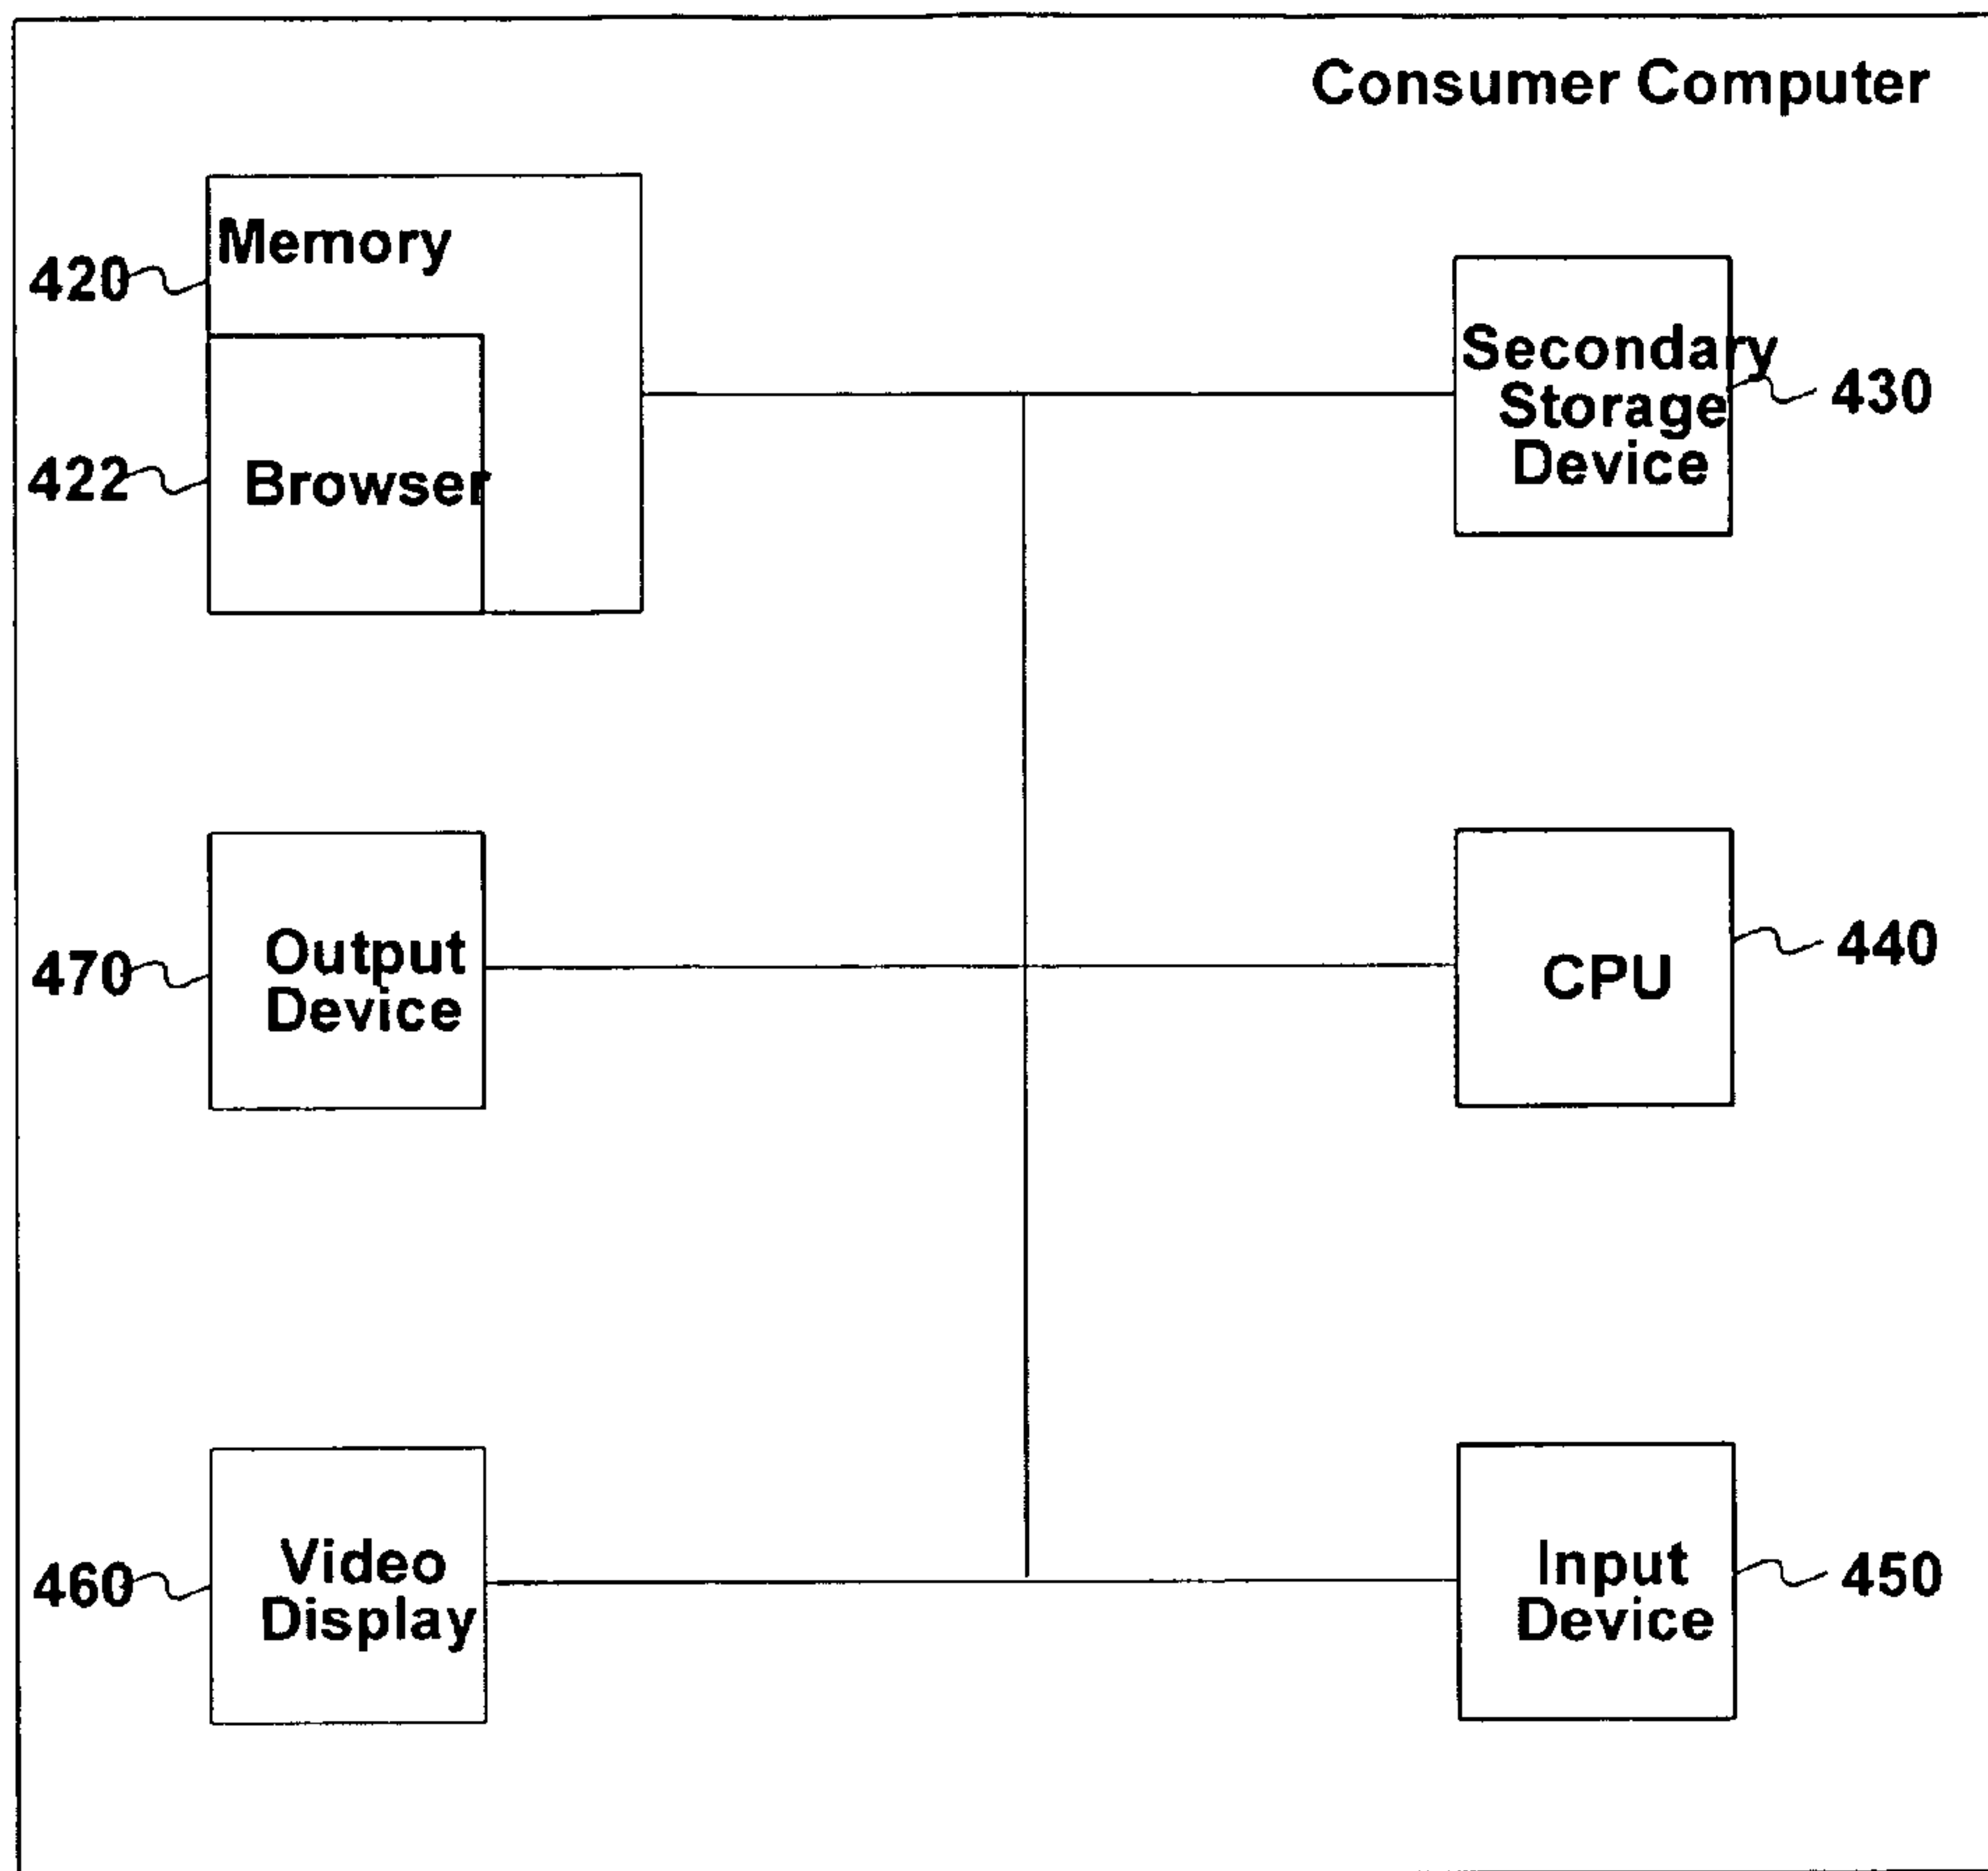 Consumer Computer
Memory
420
Browser
422
Secondary
Storage
Device
430
Output
Device
470
CPU
440
Video
Display
460
Input
Device
450